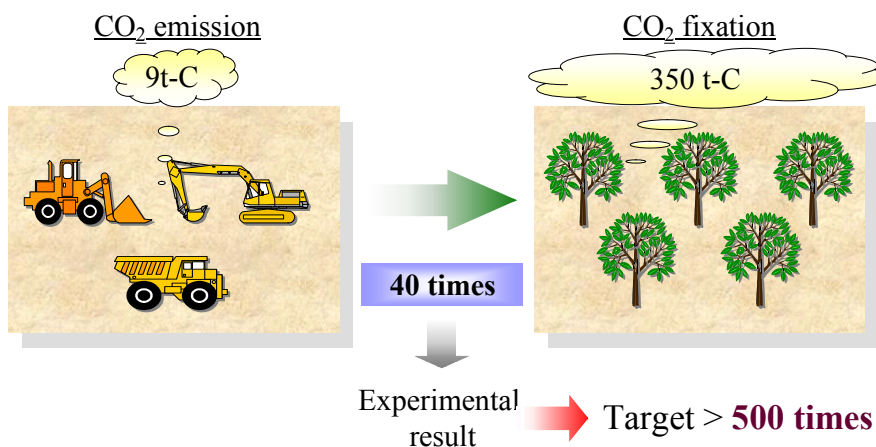 CO₂ emission
9t-C
CO₂ fixation
350 t-C
40 times
Experimental
result
Target > 500 times